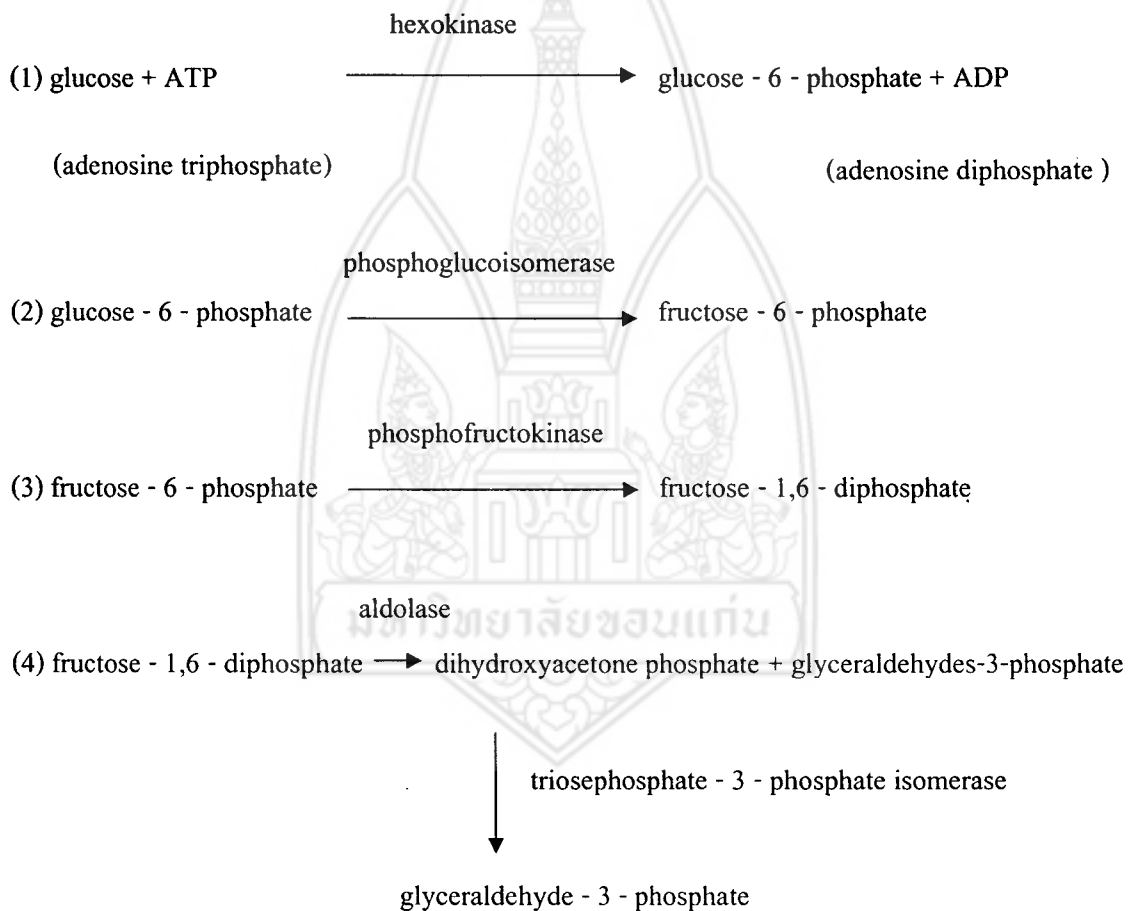 hexokinase
(1) glucose + ATP → glucose - 6 - phosphate + ADP
(adenosine triphosphate) (adenosine diphosphate )
phosphoglucoisomerase
(2) glucose - 6 - phosphate → fructose - 6 - phosphate
phosphofructokinase
(3) fructose - 6 - phosphate → fructose - 1,6 - diphosphate
มหาวิทยาลัยขอนแก่น
aldolase
(4) fructose - 1,6 - diphosphate → dihydroxyacetone phosphate + glyceraldehydes-3-phosphate
triosephosphate - 3 - phosphate isomerase
glyceraldehyde - 3 - phosphate